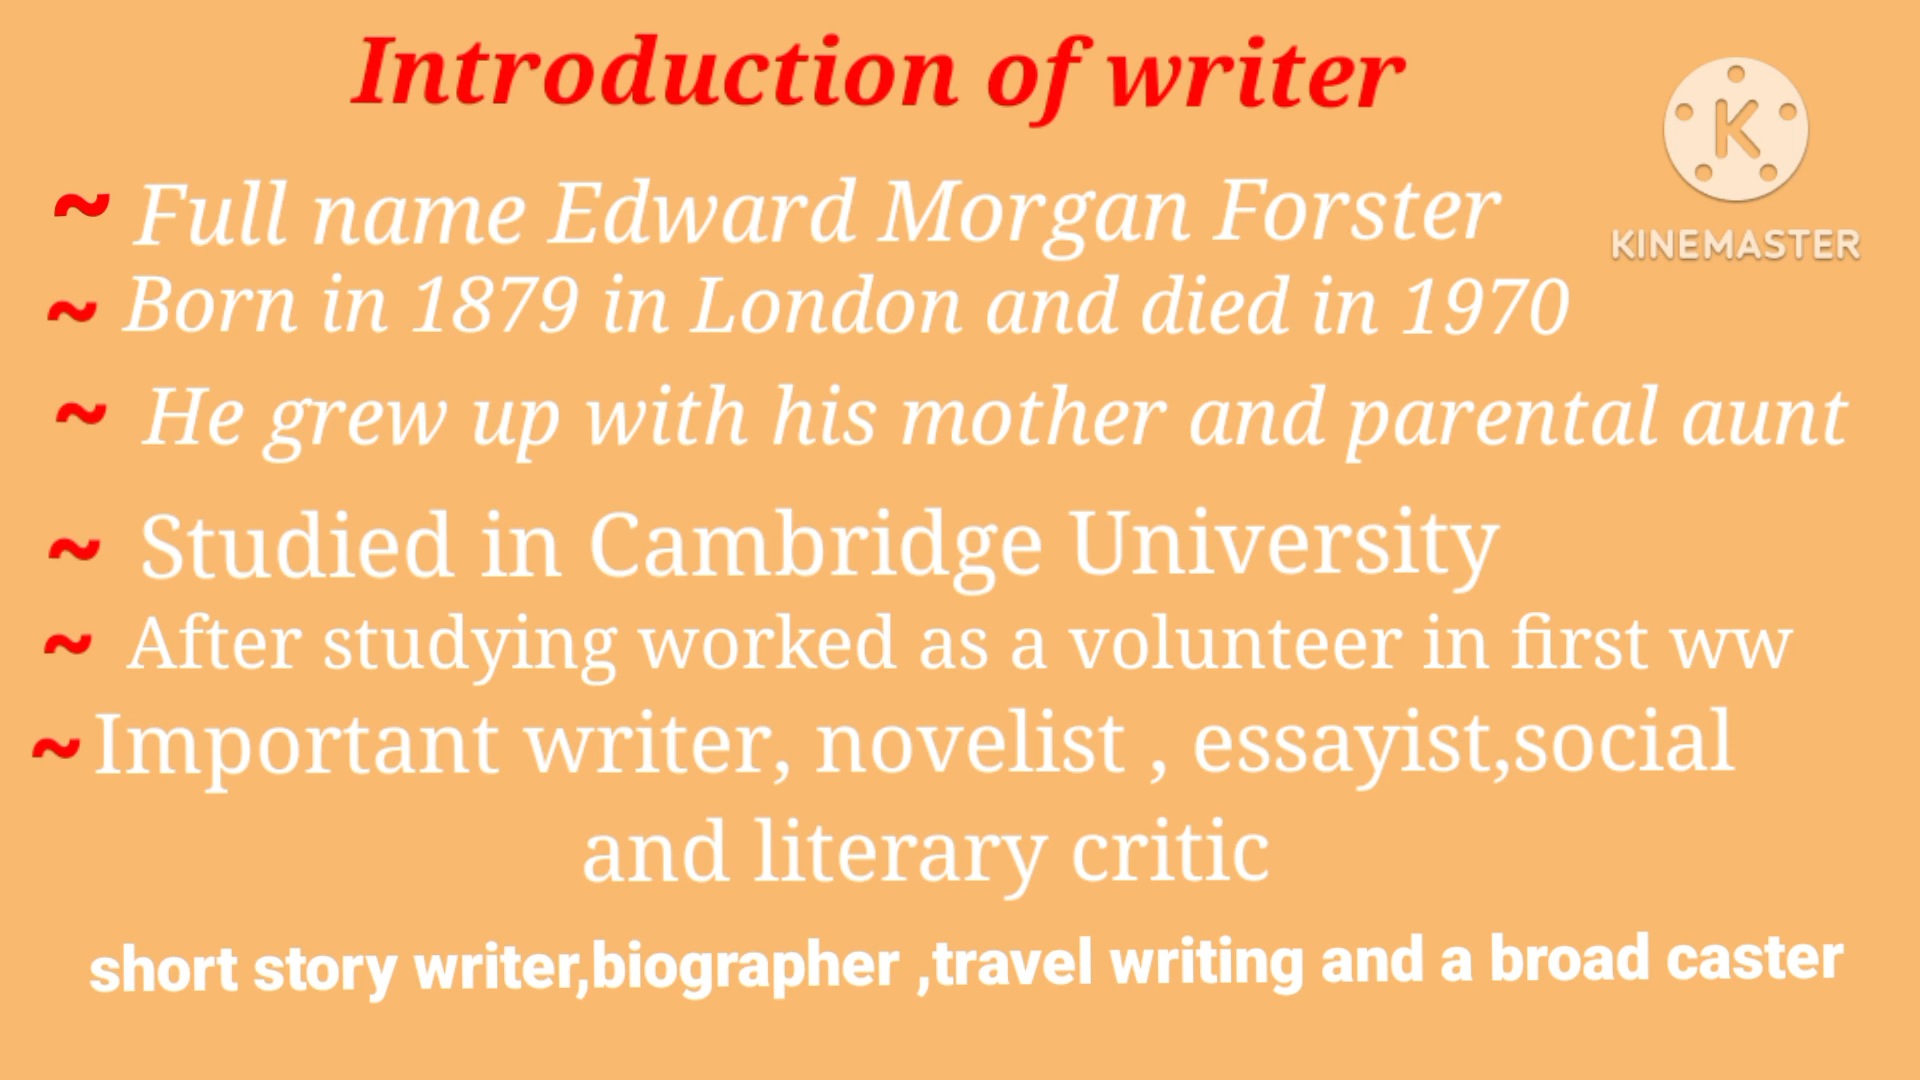 Introduction of writer
~ Full name Edward Morgan Forster
KINEMASTER
~ Born in 1879 in London and died in 1970
~ He grew up with his mother and parental aunt
~ Studied in Cambridge University
~ After studying worked as a volunteer in first ww
~ Important writer, novelist , essayist,social
and literary critic
short story writer,biographer ,travel writing and a broad caster